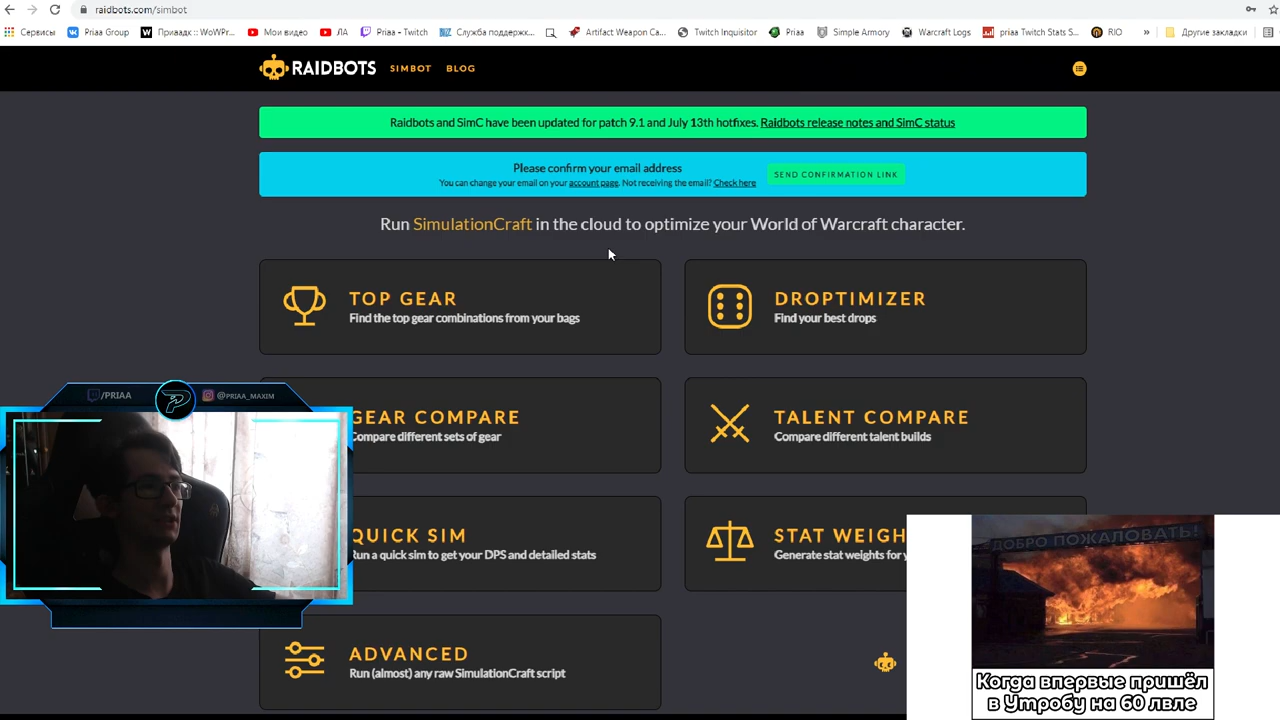 raidbots.com/simbot
Сервисы
Priaa Group
Приваадк :: WoWPr...
Мои видео
ЛА
Priaa - Twitch
Служба поддержк...
Artifact Weapon Ca...
Twitch Inquisitor
Priaa
Simple Armory
Warcraft Logs
priaa Twitch Stats S...
RIO
»
Другие закладки
RAIDBOTS
SIMBOT
BLOG
Raidbots and SimC have been updated for patch 9.1 and July 13th hotfixes. Raidbots release notes and SimC status
Please confirm your email address
You can change your email on your account page. Not receiving the email? Check here
SEND CONFIRMATION LINK
Run SimulationCraft in the cloud to optimize your World of Warcraft character.
TOP GEAR
Find the top gear combinations from your bags
DROPTIMIZER
Find your best drops
/PRIAA
@PRIAA_MAXIM
GEAR COMPARE
Compare different sets of gear
TALENT COMPARE
Compare different talent builds
QUICK SIM
Run a quick sim to get your DPS and detailed stats
STAT WEIGH
Generate stat weights for y
ADVANCED
Run (almost) any raw SimulationCraft script
ДОБРО ПОЖАЛОВАТЬ!
Когда впервые пришёл
в Утробу на 60 лвле